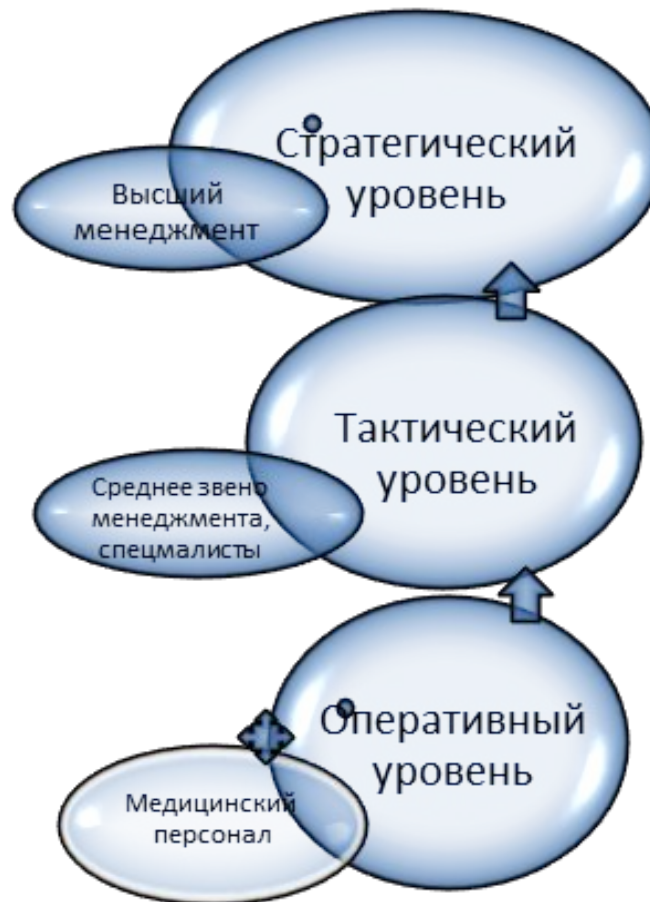 Стратегический
уровень
Высший
менеджмент
Тактический
уровень
Среднее звено
менеджмента,
спецмалисты
Оперативный
уровень
Медицинский
персонал